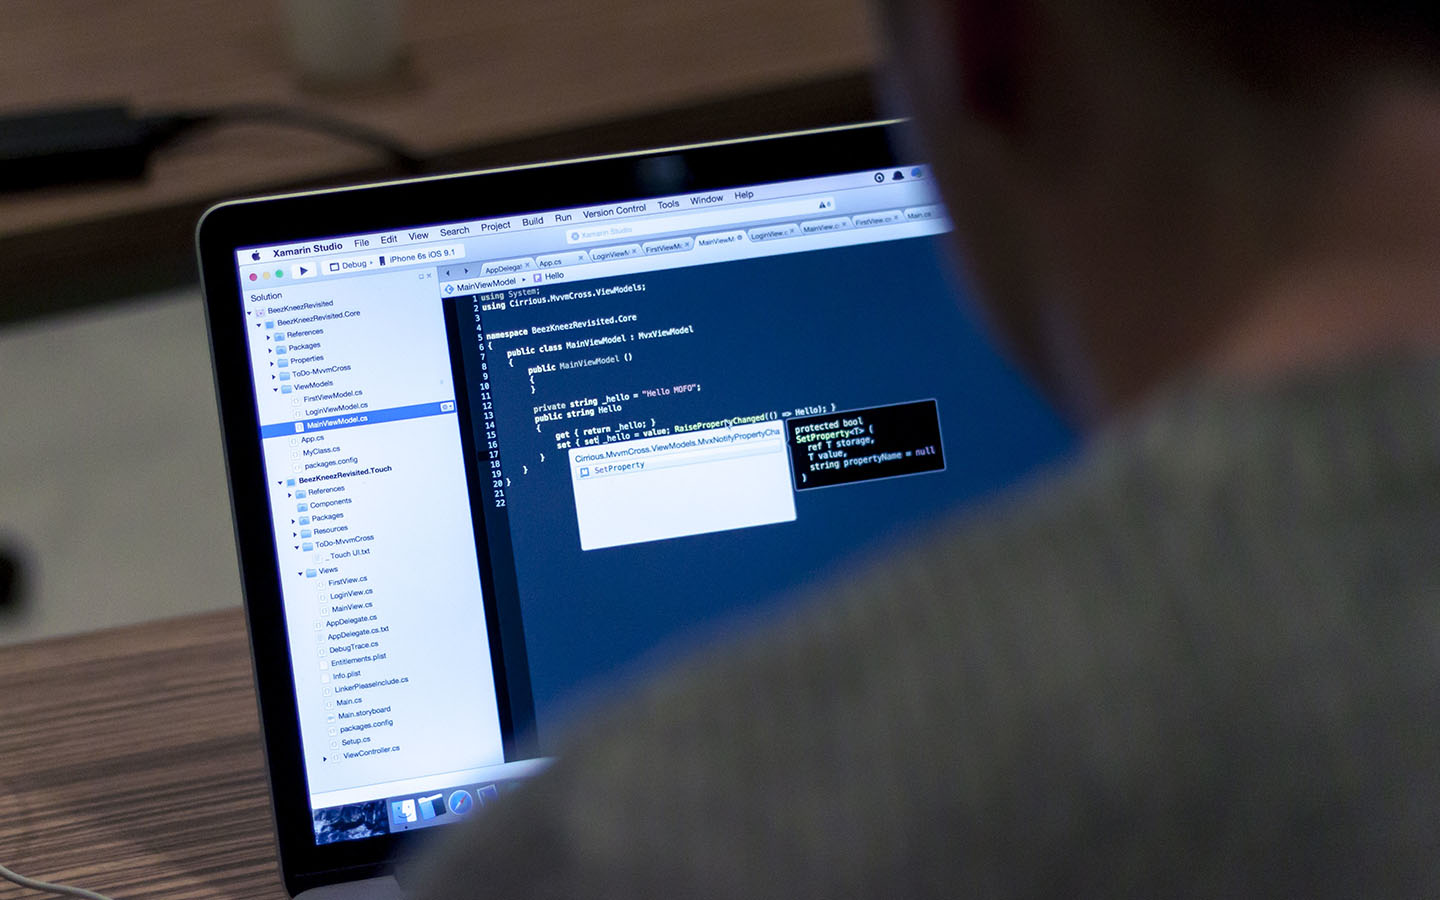 Xamarin Studio File Edit View Search Project Build Run Version Control Tools Window Help
Debug iPhone 6s iOS 9.1
Xamarin Studio
Solution
BeezKneezRevisited
BeezKneezRevisited.Core
References
Packages
Properties
ToDo-MvvmCross
ViewModels
FirstViewModel.cs
LoginViewModel.cs
MainViewModel.cs
App.cs
MyClass.cs
packages.config
BeezKneezRevisited.Touch
References
Components
Packages
Resources
ToDo-MvvmCross
_ Touch UI.txt
Views
FirstView.cs
LoginView.cs
MainView.cs
AppDelegate.cs
AppDelegate.cs.txt
DebugTrace.cs
Entitlements.plist
Info.plist
LinkerPleaseInclude.cs
Main.cs
Main.storyboard
packages.config
Setup.cs
ViewController.cs
AppDelegat App.cs LoginViewM FirstViewMo MainViewM LoginView.c MainView.c FirstView.c Main.cs
MainViewModel Hello
1 using System;
2 using Cirrious.MvvmCross.ViewModels;
3
4
5 namespace BeezKneezRevisited.Core
6 {
7 public class MainViewModel : MvxViewModel
8 {
9 public MainViewModel ()
10 {
11 }
12
13 private string _hello = "Hello MOFO";
14 public string Hello
15 {
16 get { return _hello; }
17 set { set _hello = value; RaisePropertyChanged(() => Hello); }
18 }
19 }
20 }
21
22
Cirrious.MvvmCross.ViewModels.MvxNotifyPropertyCha
SetProperty
protected bool
SetProperty<T> (
ref T storage,
T value,
string propertyName = null
)